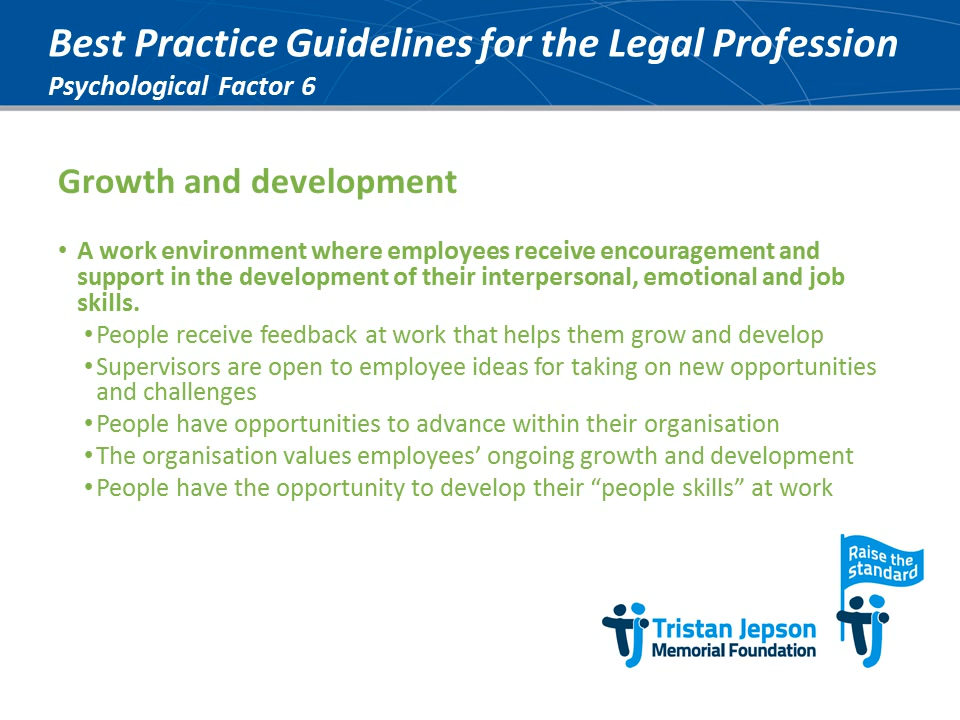 Best Practice Guidelines for the Legal Profession
Psychological Factor 6
Growth and development
• A work environment where employees receive encouragement and
support in the development of their interpersonal, emotional and job
skills.
• People receive feedback at work that helps them grow and develop
• Supervisors are open to employee ideas for taking on new opportunities
and challenges
• People have opportunities to advance within their organisation
• The organisation values employees’ ongoing growth and development
• People have the opportunity to develop their “people skills” at work
Raise the
standard
tj Tristan Jepson
Memorial Foundation
tj